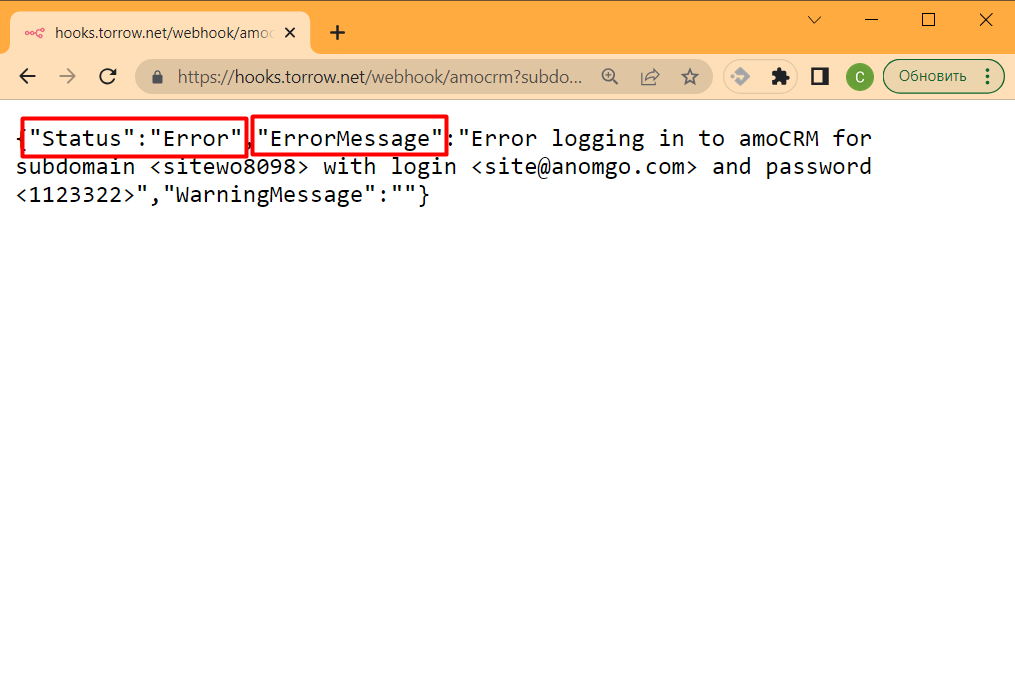 hooks.torrow.net/webhook/amoc
https://hooks.torrow.net/webhook/amocrm?subdo...
C
Обновить
{"Status":"Error","ErrorMessage":"Error logging in to amoCRM for
subdomain <sitewo8098> with login <site@anomgo.com> and password
<1123322>","WarningMessage":""}